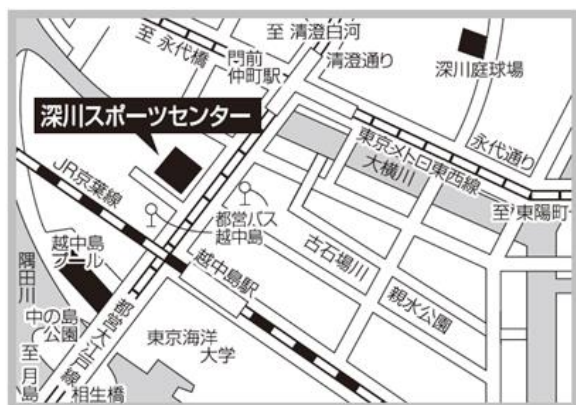 至 清澄白河
至 永代橋
門前
仲町駅
清澄通り
深川庭球場
深川スポーツセンター
永代通り
東京メトロ東西線
大横川
至 東陽町
JR京葉線
都営バス
越中島
古石場川
親水公園
越中島
プール
越中島駅
隅田川
中の島
公園
都営大江戸線
東京海洋
大学
至 月島
相生橋